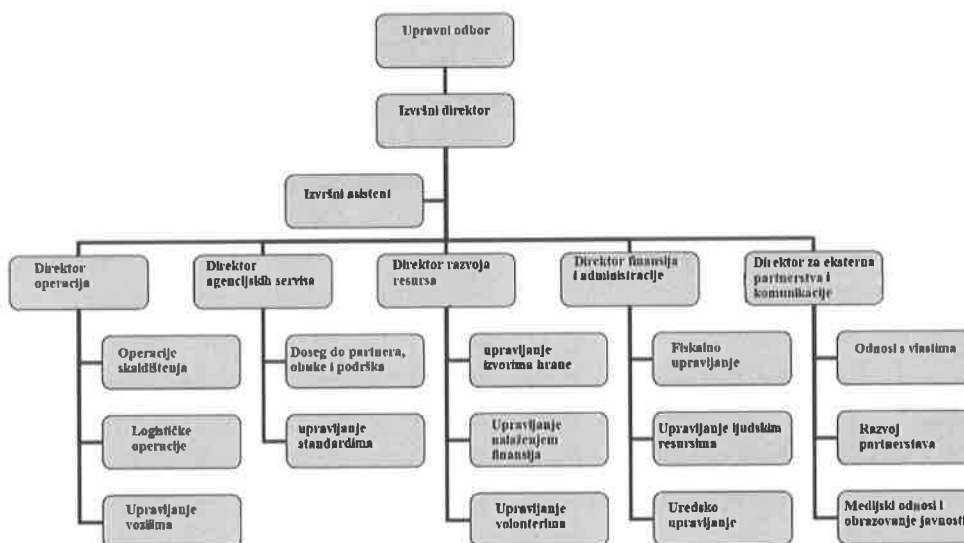 Upravni odbor
Izvršni direktor
Izvršni asistent
Direktor
operacija
Direktor
agencijskih servisa
Direktor razvoja
resursa
Direktor finansija
i administracije
Direktor za eksterna
partnerstva i
komunikacije
Operacije
skaldištenja
Doseg do partnera,
obuke i podrška
upravljanje
izvorima hrane
Fiskalno
upravljanje
Odnosi s vlastima
Logističke
operacije
upravljanje
standardima
Upravljanje
nalaženjem
finansija
Upravljanje ljudskim
resursima
Razvoj
partnerstava
Upravljanje
vozilima
Upravljanje
volonterima
Uredsko
upravljanje
Medijski odnosi i
obrazovanje javnosti